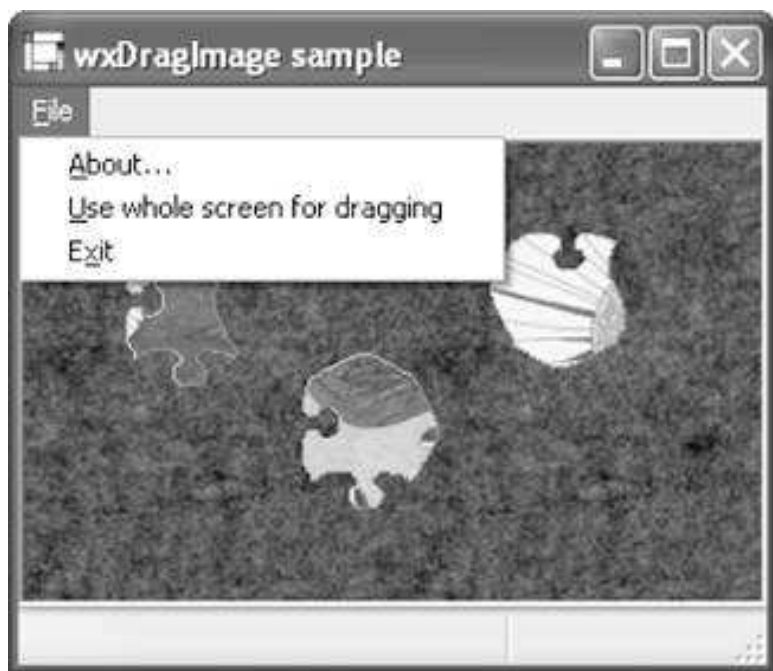 wxDragImage sample
File
About...
Use whole screen for dragging
Exit